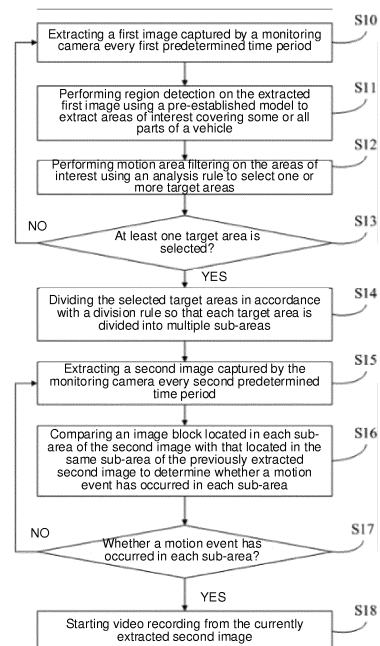 S10
Extracting a first image captured by a monitoring
camera every first predetermined time period
S11
Performing region detection on the extracted
first image using a pre-established model to
extract areas of interest covering some or all
parts of a vehicle
S12
Performing motion area filtering on the areas of
interest using an analysis rule to select one or
more target areas
S13
NO
At least one target area is
selected?
YES
S14
Dividing the selected target areas in accordance
with a division rule so that each target area is
divided into multiple sub-areas
S15
Extracting a second image captured by the
monitoring camera every second predetermined
time period
S16
Comparing an image block located in each sub-
area of the second image with that located in the
same sub-area of the previously extracted
second image to determine whether a motion
event has occurred in each sub-area
S17
NO
Whether a motion event has
occurred in each sub-area?
YES
S18
Starting video recording from the currently
extracted second image